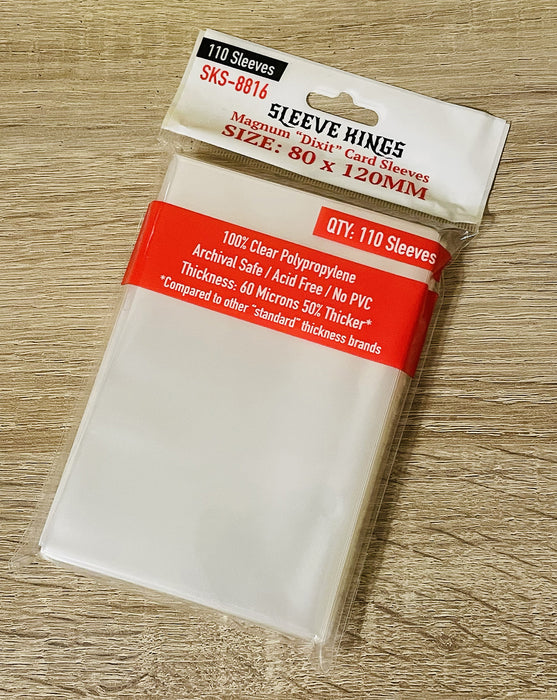 110 Sleeves
SKS-8816
SLEEVE KINGS
Magnum "Dixit" Card Sleeves
SIZE: 80 x 120MM
QTY: 110 Sleeves
100% Clear Polypropylene
Archival Safe / Acid Free / No PVC
Thickness: 60 Microns 50% Thicker*
*Compared to other "standard" thickness brands